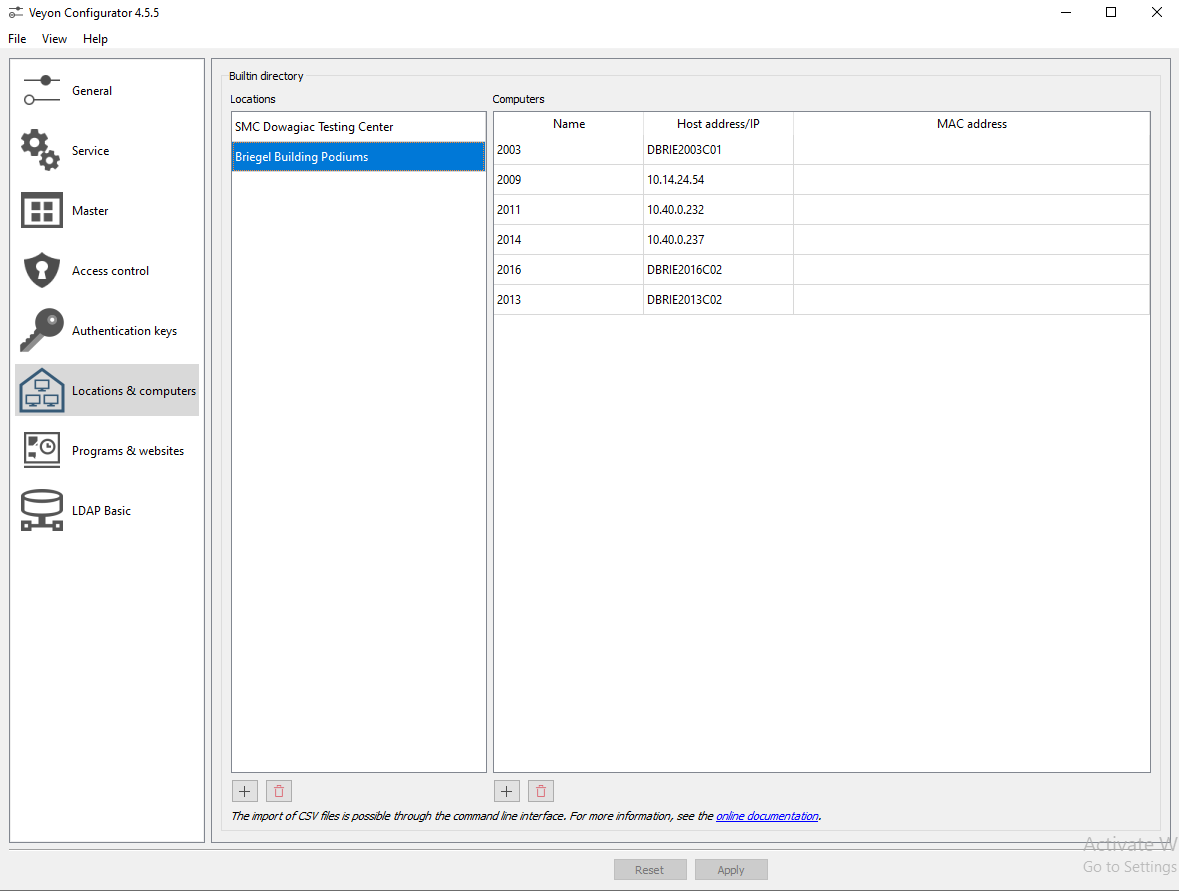 Veyon Configurator 4.5.5
File View Help
General
Service
Master
Access control
Authentication keys
Locations & computers
Programs & websites
LDAP Basic
Builtin directory
Locations
SMC Dowagiac Testing Center
Briegel Building Podiums
Computers
Name Host address/IP MAC address
2003 DBRIE2003C01
2009 10.14.24.54
2011 10.40.0.232
2014 10.40.0.237
2016 DBRIE2016C02
2013 DBRIE2013C02
The import of CSV files is possible through the command line interface. For more information, see the online documentation.
Activate W
Go to Settings
Reset Apply